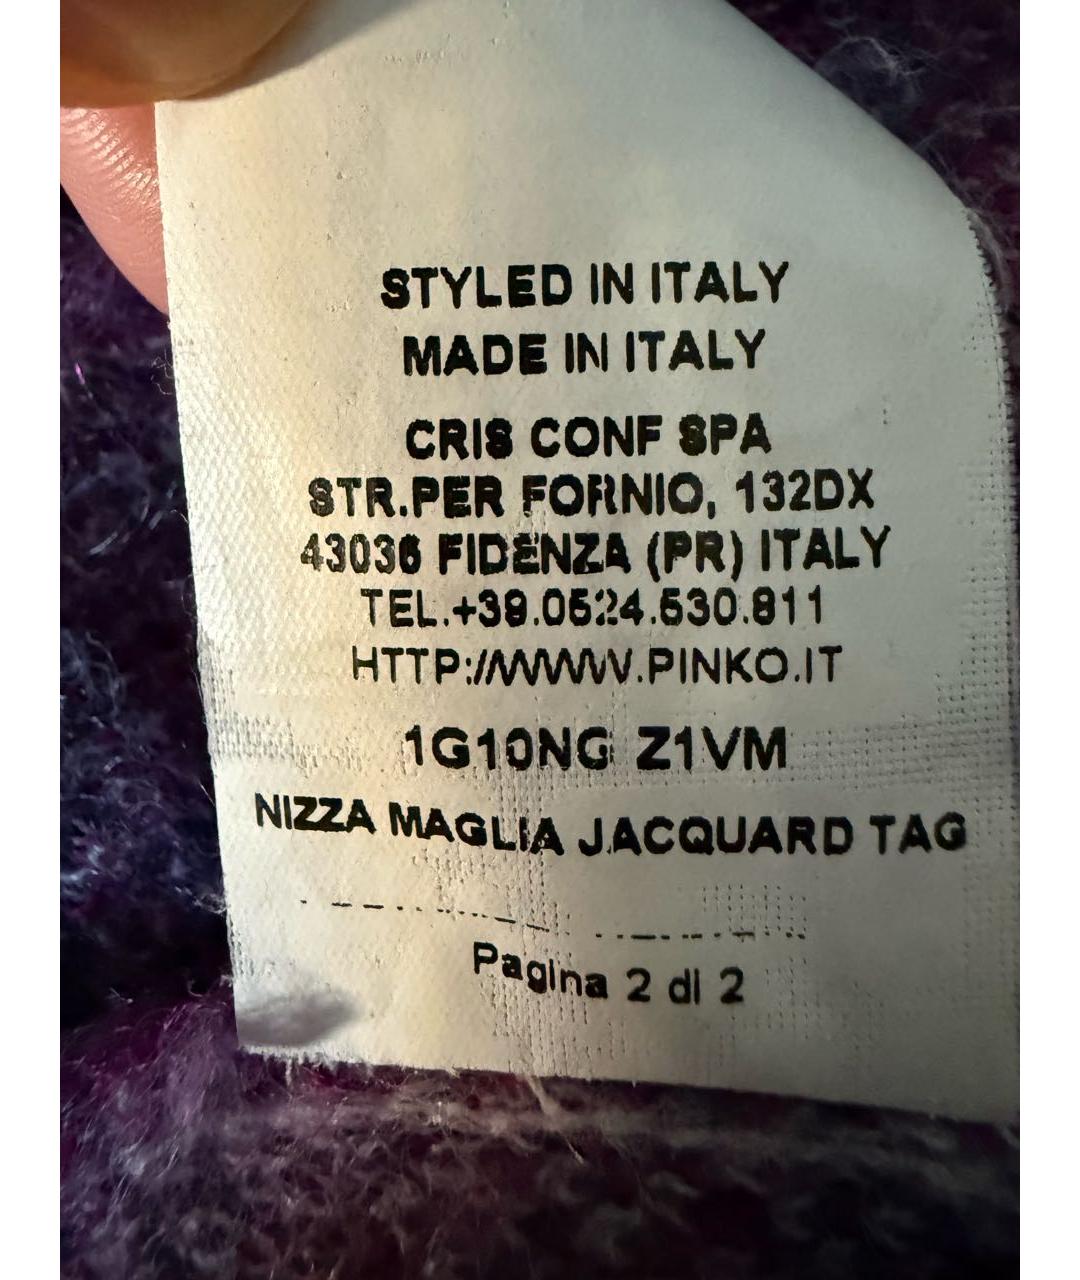 STYLED IN ITALY
MADE IN ITALY
CRIS CONF SPA
STR.PER FORNIO, 132DX
43036 FIDENZA (PR) ITALY
TEL.+39.0524.530.811
HTTP://WWW.PINKO.IT
1G10NG Z1VM
NIZZA MAGLIA JACQUARD TAG
Pagina 2 di 2